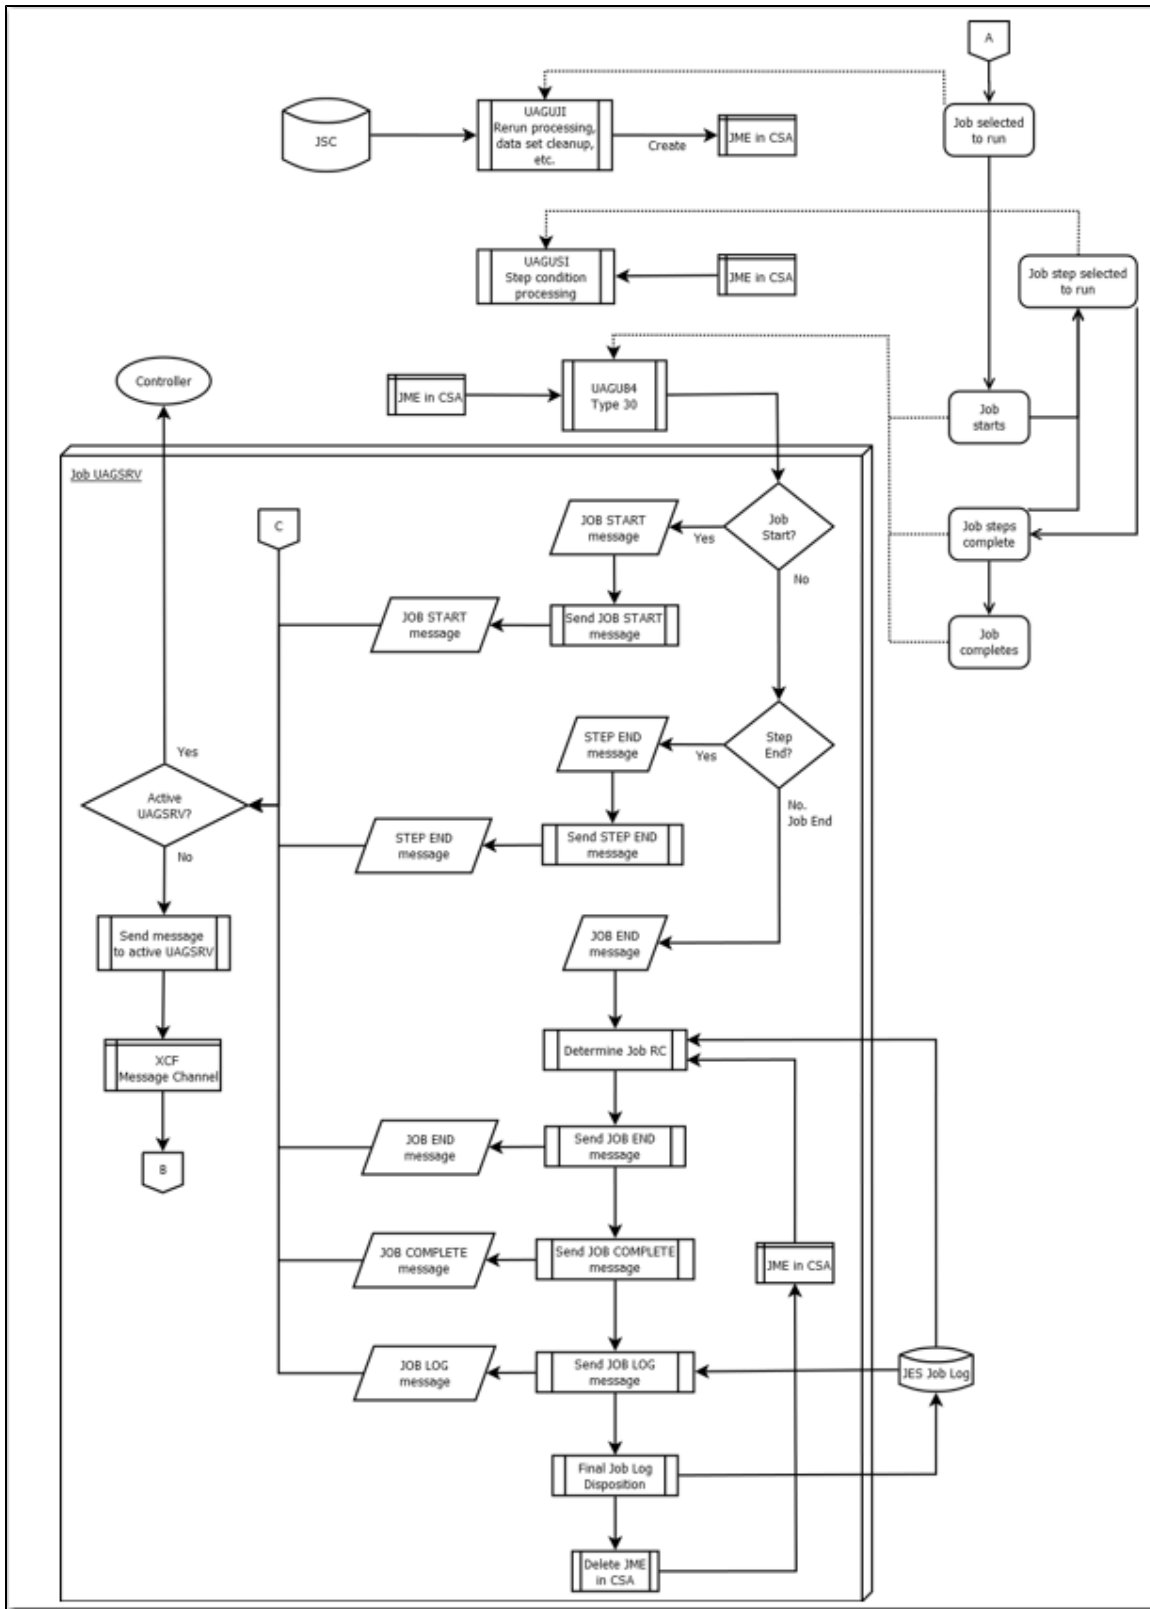 A
JSC
UAGUJI
Rerun processing,
data set cleanup,
etc.
Create
JME in CSA
Job selected
to run
UAGUSI
Step condition
processing
JME in CSA
Job step selected
to run
Controller
JME in CSA
UAGU84
Type 30
Job
starts
Job UAGSRV
C
JOB START
message
Yes
Job
Start?
No
Job steps
complete
JOB START
message
Send JOB START
message
Job
completes
STEP END
message
Yes
Step
End?
Yes
Active
UAGSRV?
No
No.
Job End
STEP END
message
Send STEP END
message
Send message
to active UAGSRV
JOB END
message
XCF
Message Channel
Determine Job RC
B
JOB END
message
Send JOB END
message
JOB COMPLETE
message
Send JOB COMPLETE
message
JME in CSA
JOB LOG
message
Send JOB LOG
message
JES Job Log
Final Job Log
Disposition
Delete JME
in CSA